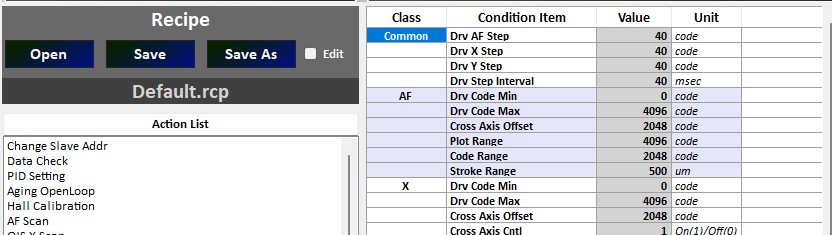 Recipe
Open Save Save As Edit
Default.rcp
Action List
Change Slave Addr
Data Check
PID Setting
Aging OpenLoop
Hall Calibration
AF Scan
OIS X Scan
Class Condition Item Value Unit
Common Drv AF Step 40 code
Drv X Step 40 code
Drv Y Step 40 code
Drv Step Interval 40 msec
AF Drv Code Min 0 code
Drv Code Max 4096 code
Cross Axis Offset 2048 code
Plot Range 4096 code
Code Range 2048 code
Stroke Range 500 um
X Drv Code Min 0 code
Drv Code Max 4096 code
Cross Axis Offset 2048 code
Cross Axis Cntl 1 On(1)/Off(0)